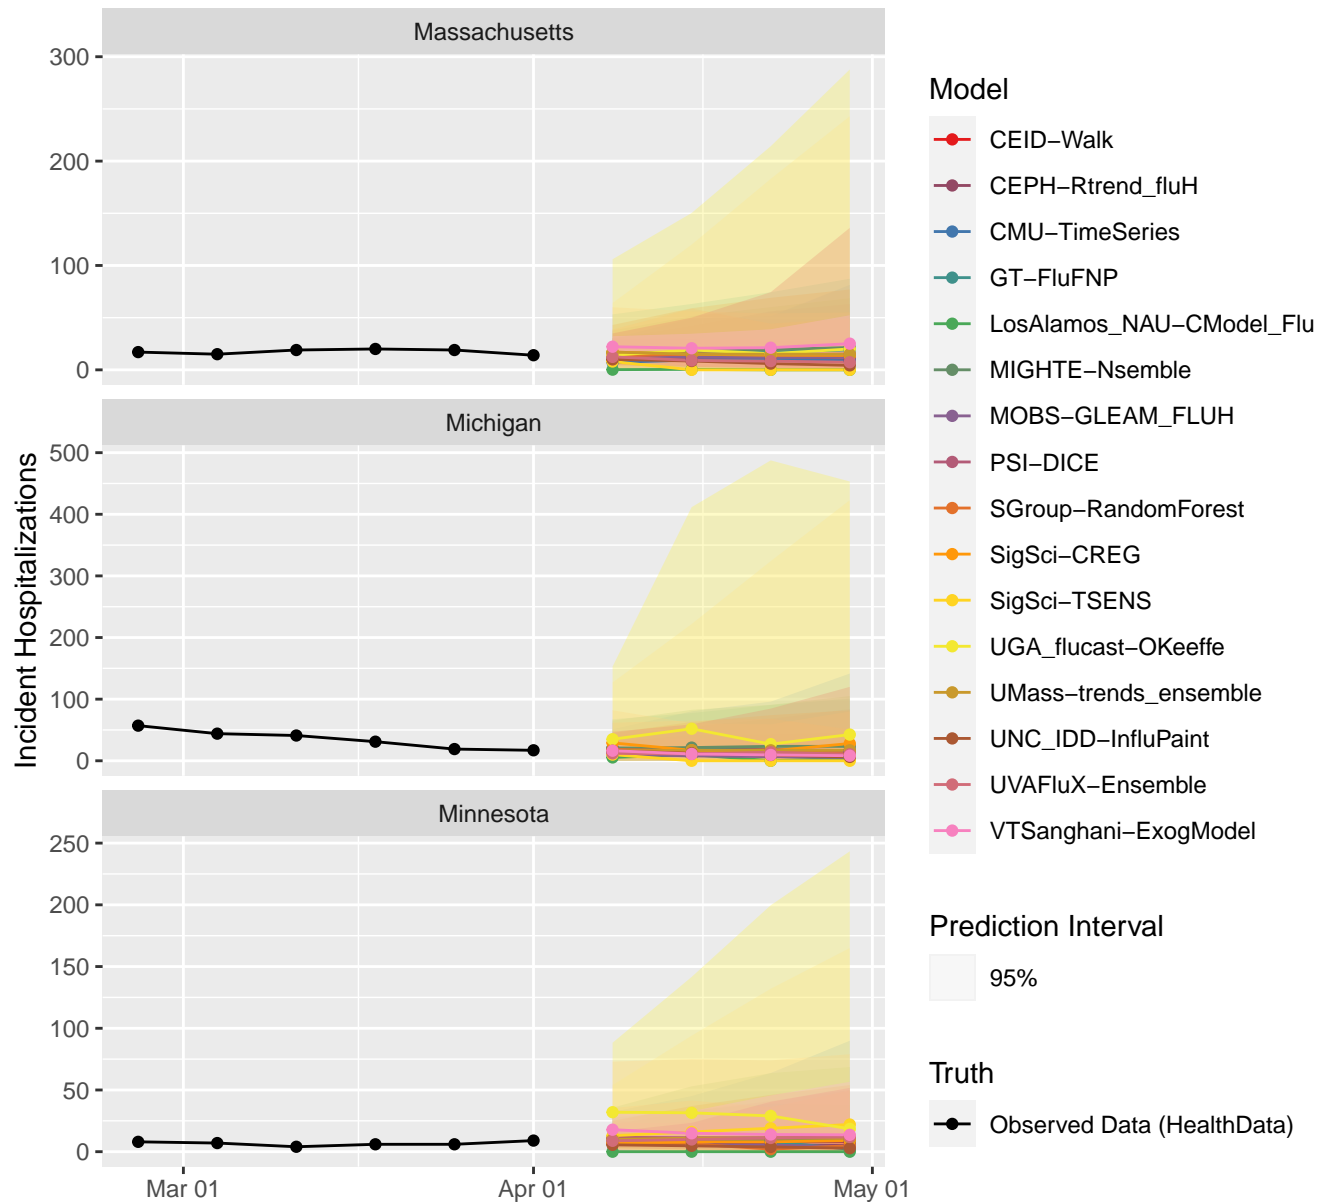 Massachusetts
300
200
100
0
Michigan
500
400
300
200
100
0
Minnesota
250
200
150
100
50
0
Mar 01
Apr 01
May 01
Incident Hospitalizations
Model
CEID−Walk
CEPH−Rtrend_fluH
CMU−TimeSeries
GT−FluFNP
LosAlamos_NAU−CModel_Flu
MIGHTE−Nsemble
MOBS−GLEAM_FLUH
PSI−DICE
SGroup−RandomForest
SigSci−CREG
SigSci−TSENS
UGA_flucast−OKeeffe
UMass−trends_ensemble
UNC_IDD−InfluPaint
UVAFluX−Ensemble
VTSanghani−ExogModel
Prediction Interval
95%
Truth
Observed Data (HealthData)